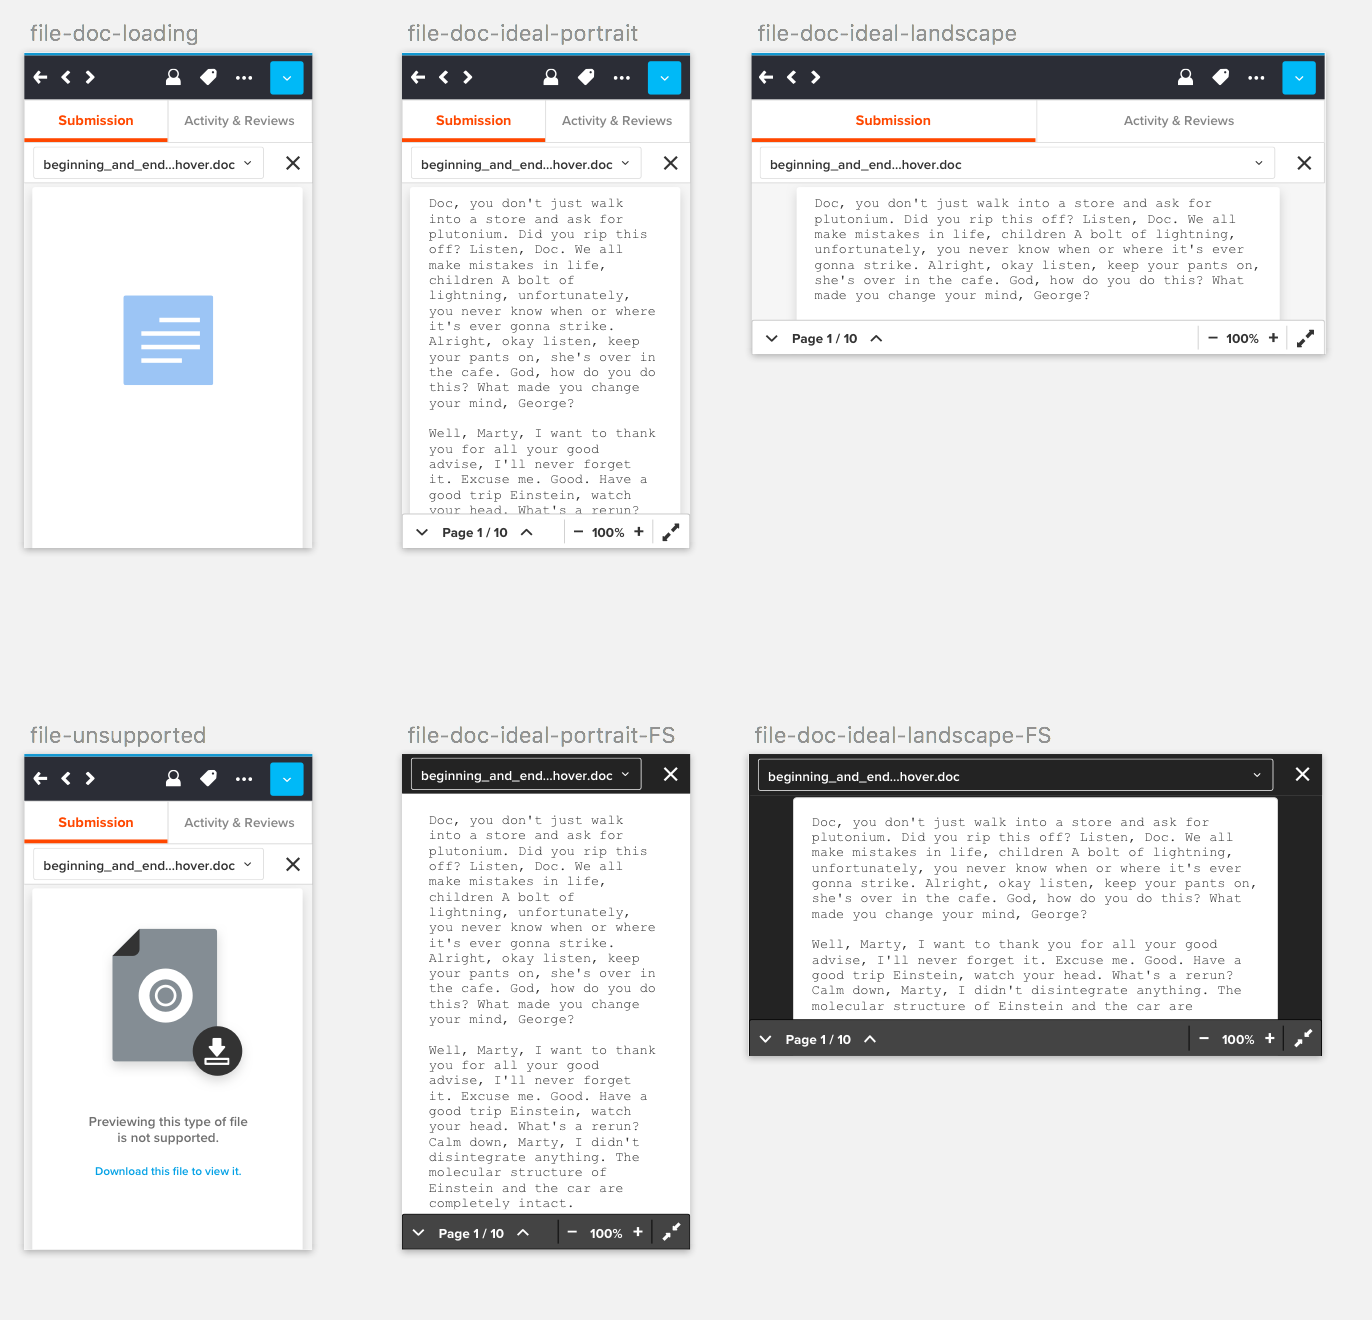 file-doc-loading
Submission
Activity & Reviews
beginning_and_end...hover.doc
file-doc-ideal-portrait
Submission
Activity & Reviews
beginning_and_end...hover.doc
Doc, you don't just walk
into a store and ask for
plutonium. Did you rip this
off? Listen, Doc. We all
make mistakes in life,
children A bolt of
lightning, unfortunately,
you never know when or where
it's ever gonna strike.
Alright, okay listen, keep
your pants on, she's over in
the cafe. God, how do you do
this? What made you change
your mind, George?
Well, Marty, I want to thank
you for all your good
advise, I'll never forget
it. Excuse me. Good. Have a
good trip Einstein, watch
your head. What's a rerun?
Page 1 / 10
100%
file-doc-ideal-landscape
Submission
Activity & Reviews
beginning_and_end...hover.doc
Doc, you don't just walk into a store and ask for
plutonium. Did you rip this off? Listen, Doc. We all
make mistakes in life, children A bolt of lightning,
unfortunately, you never know when or where it's ever
gonna strike. Alright, okay listen, keep your pants on,
she's over in the cafe. God, how do you do this? What
made you change your mind, George?
Page 1 / 10
100%
file-unsupported
Submission
Activity & Reviews
beginning_and_end...hover.doc
Previewing this type of file
is not supported.
Download this file to view it.
file-doc-ideal-portrait-FS
beginning_and_end...hover.doc
Doc, you don't just walk
into a store and ask for
plutonium. Did you rip this
off? Listen, Doc. We all
make mistakes in life,
children A bolt of
lightning, unfortunately,
you never know when or where
it's ever gonna strike.
Alright, okay listen, keep
your pants on, she's over in
the cafe. God, how do you do
this? What made you change
your mind, George?
Well, Marty, I want to thank
you for all your good
advise, I'll never forget
it. Excuse me. Good. Have a
good trip Einstein, watch
your head. What's a rerun?
Calm down, Marty, I didn't
disintegrate anything. The
molecular structure of
Einstein and the car are
completely intact.
Page 1 / 10
100%
file-doc-ideal-landscape-FS
beginning_and_end...hover.doc
Doc, you don't just walk into a store and ask for
plutonium. Did you rip this off? Listen, Doc. We all
make mistakes in life, children A bolt of lightning,
unfortunately, you never know when or where it's ever
gonna strike. Alright, okay listen, keep your pants on,
she's over in the cafe. God, how do you do this? What
made you change your mind, George?
Well, Marty, I want to thank you for all your good
advise, I'll never forget it. Excuse me. Good. Have a
good trip Einstein, watch your head. What's a rerun?
Calm down, Marty, I didn't disintegrate anything. The
molecular structure of Einstein and the car are
Page 1 / 10
100%